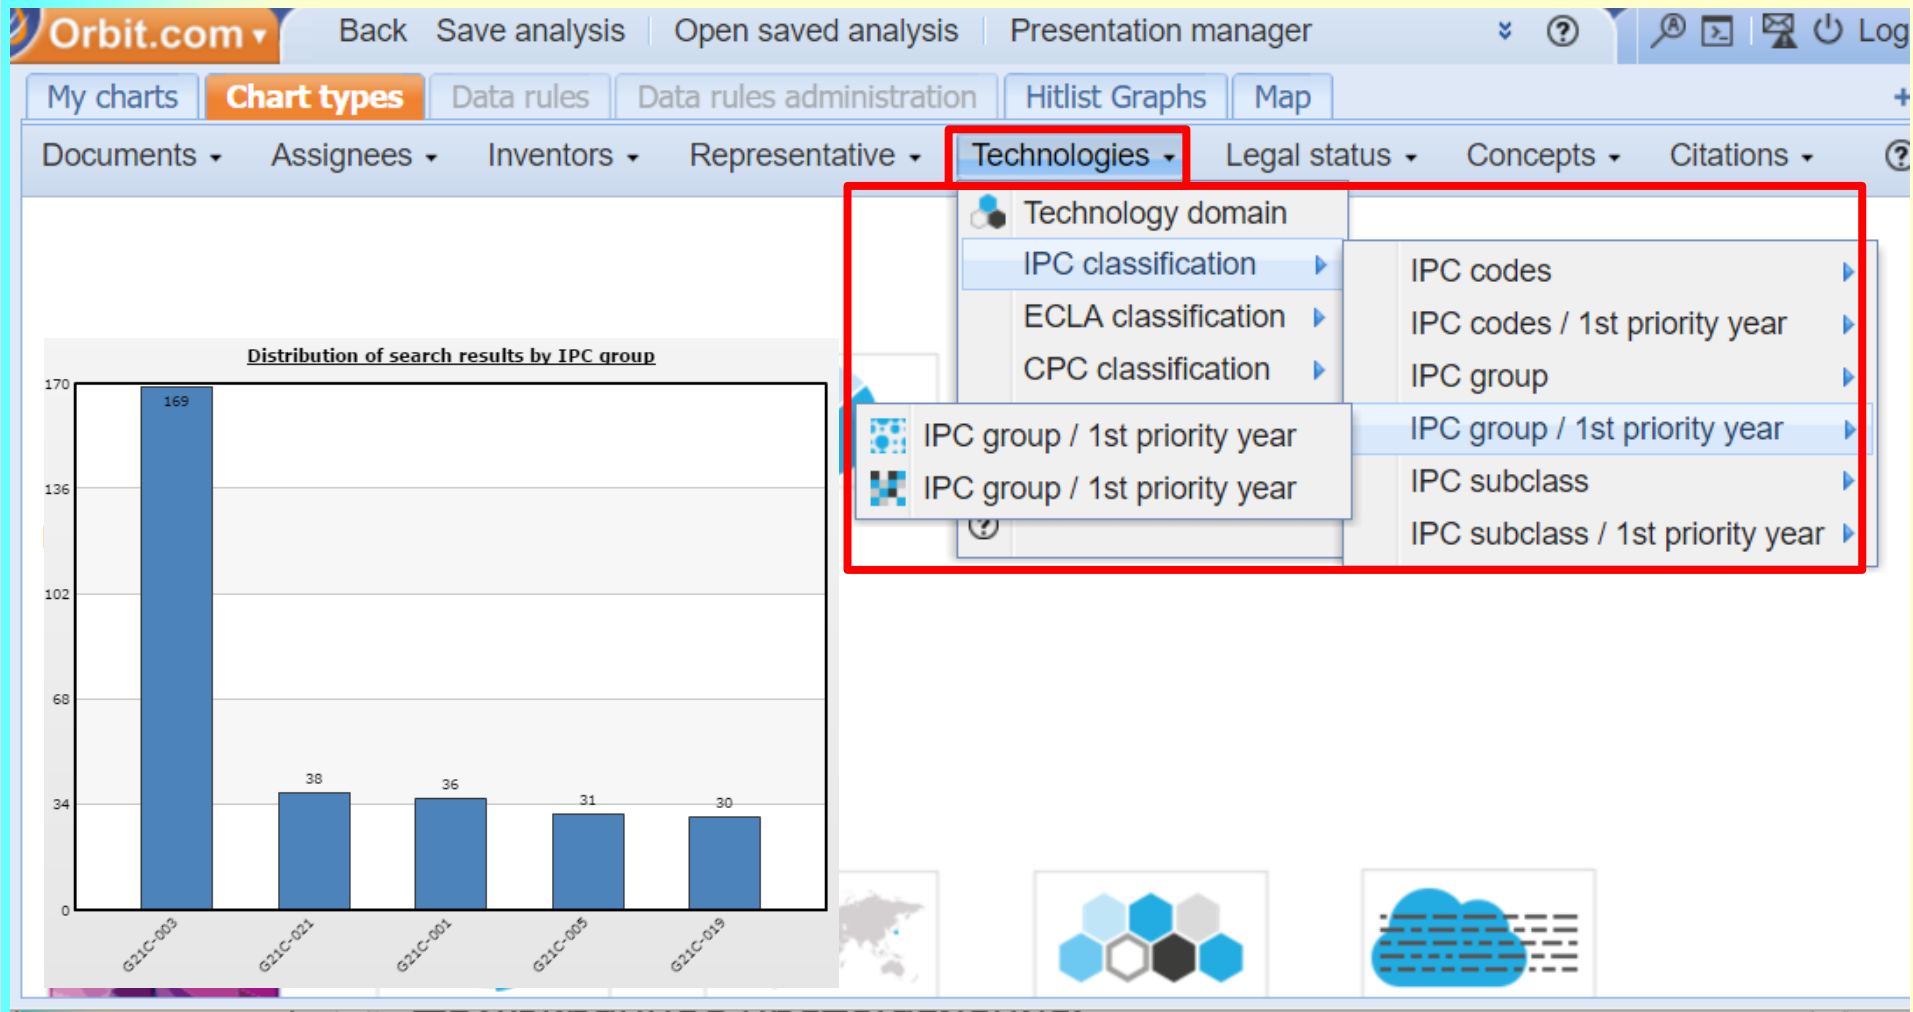 Orbit.com Back Save analysis Open saved analysis Presentation manager Log
My charts Chart types Data rules Data rules administration Hitlist Graphs Map
Documents Assignees Inventors Representative Technologies Legal status Concepts Citations
Technology domain
IPC classification
ECLA classification
CPC classification
IPC codes
IPC codes / 1st priority year
IPC group
IPC group / 1st priority year
IPC subclass
IPC subclass / 1st priority year
IPC group / 1st priority year
IPC group / 1st priority year
Distribution of search results by IPC group
170
136
102
68
34
0
169
38
36
31
30
G21C-003
G21C-021
G21C-001
G21C-005
G21C-019